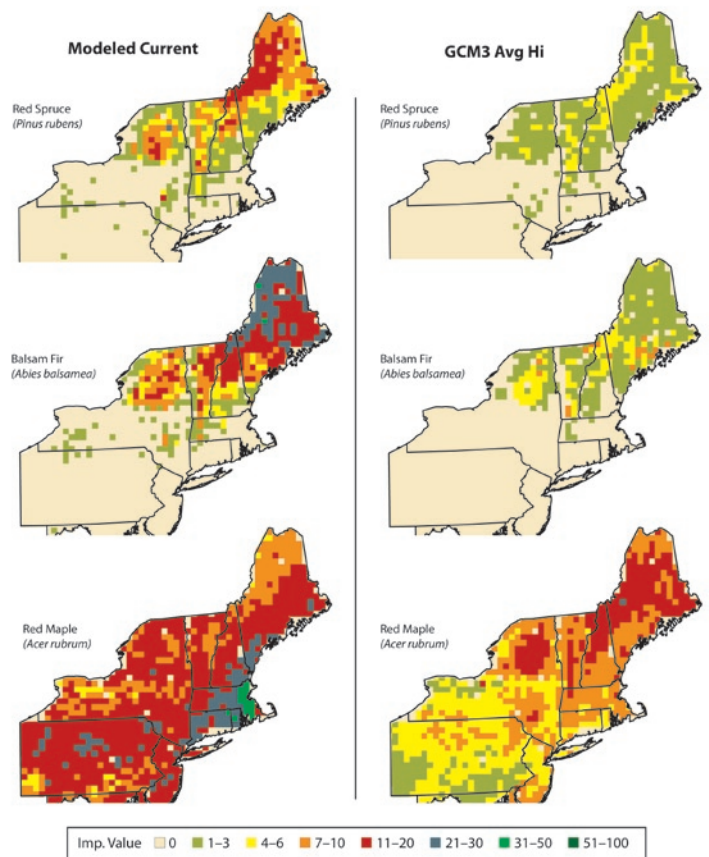 Modeled Current
GCM3 Avg Hi
Red Spruce
(Pinus rubens)
Red Spruce
(Pinus rubens)
Balsam Fir
(Abies balsamea)
Balsam Fir
(Abies balsamea)
Red Maple
(Acer rubrum)
Red Maple
(Acer rubrum)
Imp. Value 0 1–3 4–6 7–10 11–20 21–30 31–50 51–100